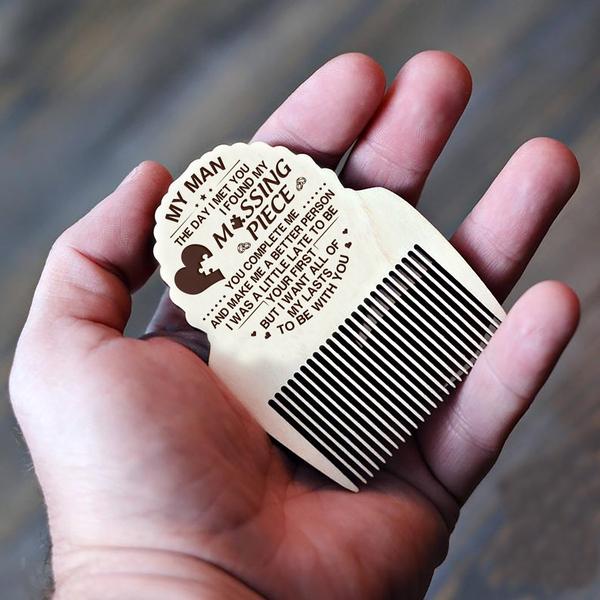 MY MAN
THE DAY I MET YOU
I FOUND MY
MISSING
PIECE
YOU COMPLETE ME
AND MAKE ME A BETTER PERSON
I WAS A LITTLE LATE TO BE
YOUR FIRST
BUT I WANT ALL OF
MY LASTS
TO BE WITH YOU